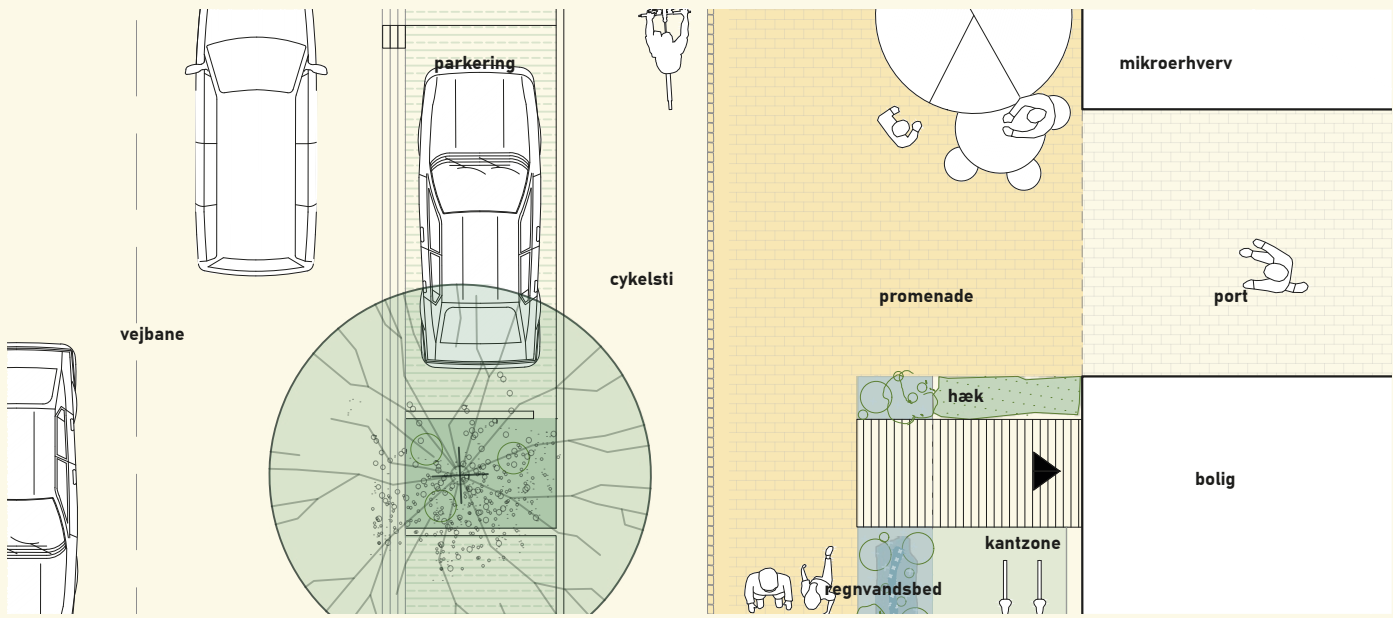 parkering
mikroerhverv
cykelsti
promenade
port
vejbane
hæk
bolig
kantzone
regnvandsbed